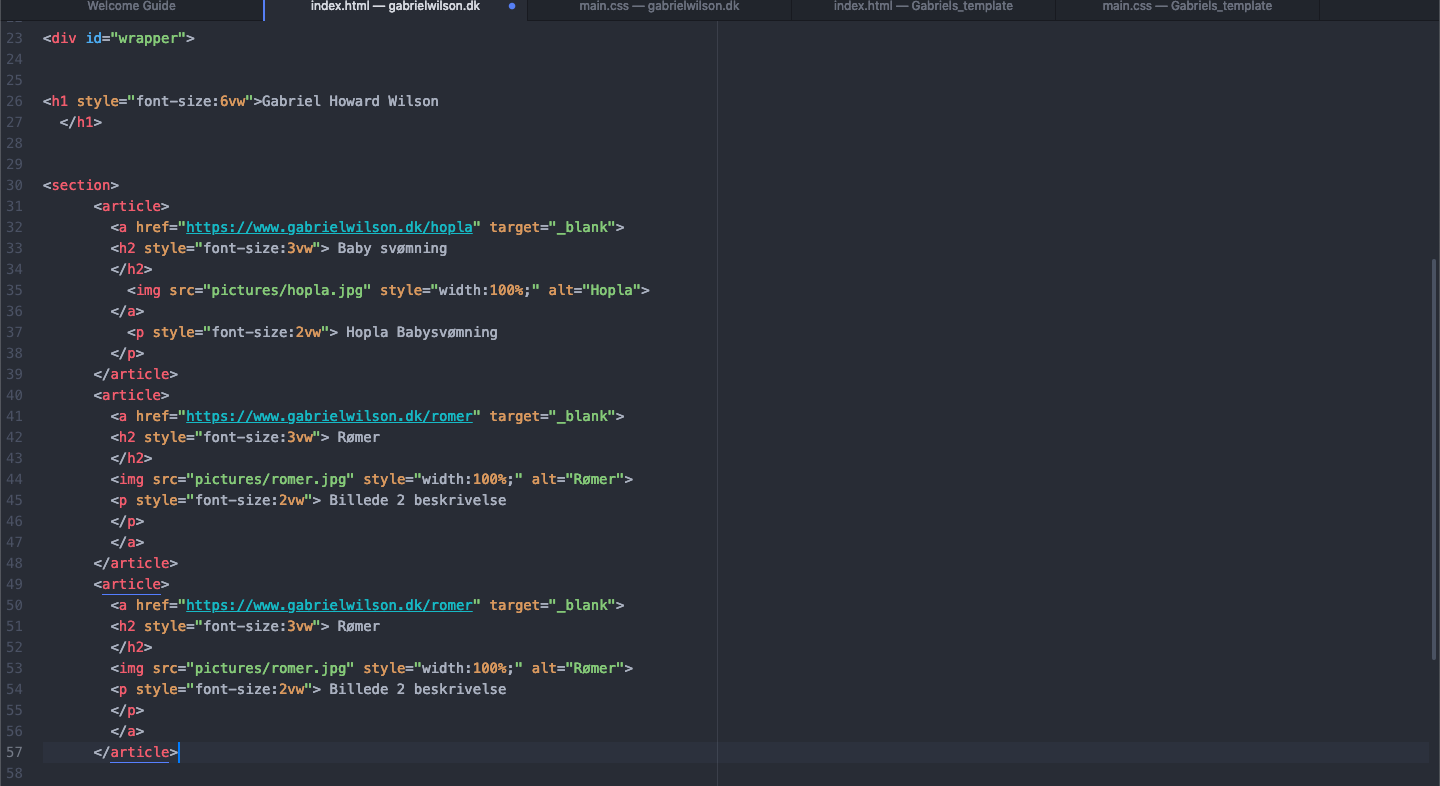 Welcome Guide
index.html — gabrielwilson.dk
main.css — gabrielwilson.dk
index.html — Gabriels_template
main.css — Gabriels_template
23 <div id="wrapper">
24
25
26 <h1 style="font-size:6vw">Gabriel Howard Wilson
27 </h1>
28
29
30 <section>
31 <article>
32 <a href="https://www.gabrielwilson.dk/hopla" target="_blank">
33 <h2 style="font-size:3vw"> Baby svømning
34 </h2>
35 <img src="pictures/hopla.jpg" style="width:100%;" alt="Hopla">
36 </a>
37 <p style="font-size:2vw"> Hopla Babysvømning
38 </p>
39 </article>
40 <article>
41 <a href="https://www.gabrielwilson.dk/romer" target="_blank">
42 <h2 style="font-size:3vw"> Rømer
43 </h2>
44 <img src="pictures/romer.jpg" style="width:100%;" alt="Rømer">
45 <p style="font-size:2vw"> Billede 2 beskrivelse
46 </p>
47 </a>
48 </article>
49 <article>
50 <a href="https://www.gabrielwilson.dk/romer" target="_blank">
51 <h2 style="font-size:3vw"> Rømer
52 </h2>
53 <img src="pictures/romer.jpg" style="width:100%;" alt="Rømer">
54 <p style="font-size:2vw"> Billede 2 beskrivelse
55 </p>
56 </a>
57 </article>
58